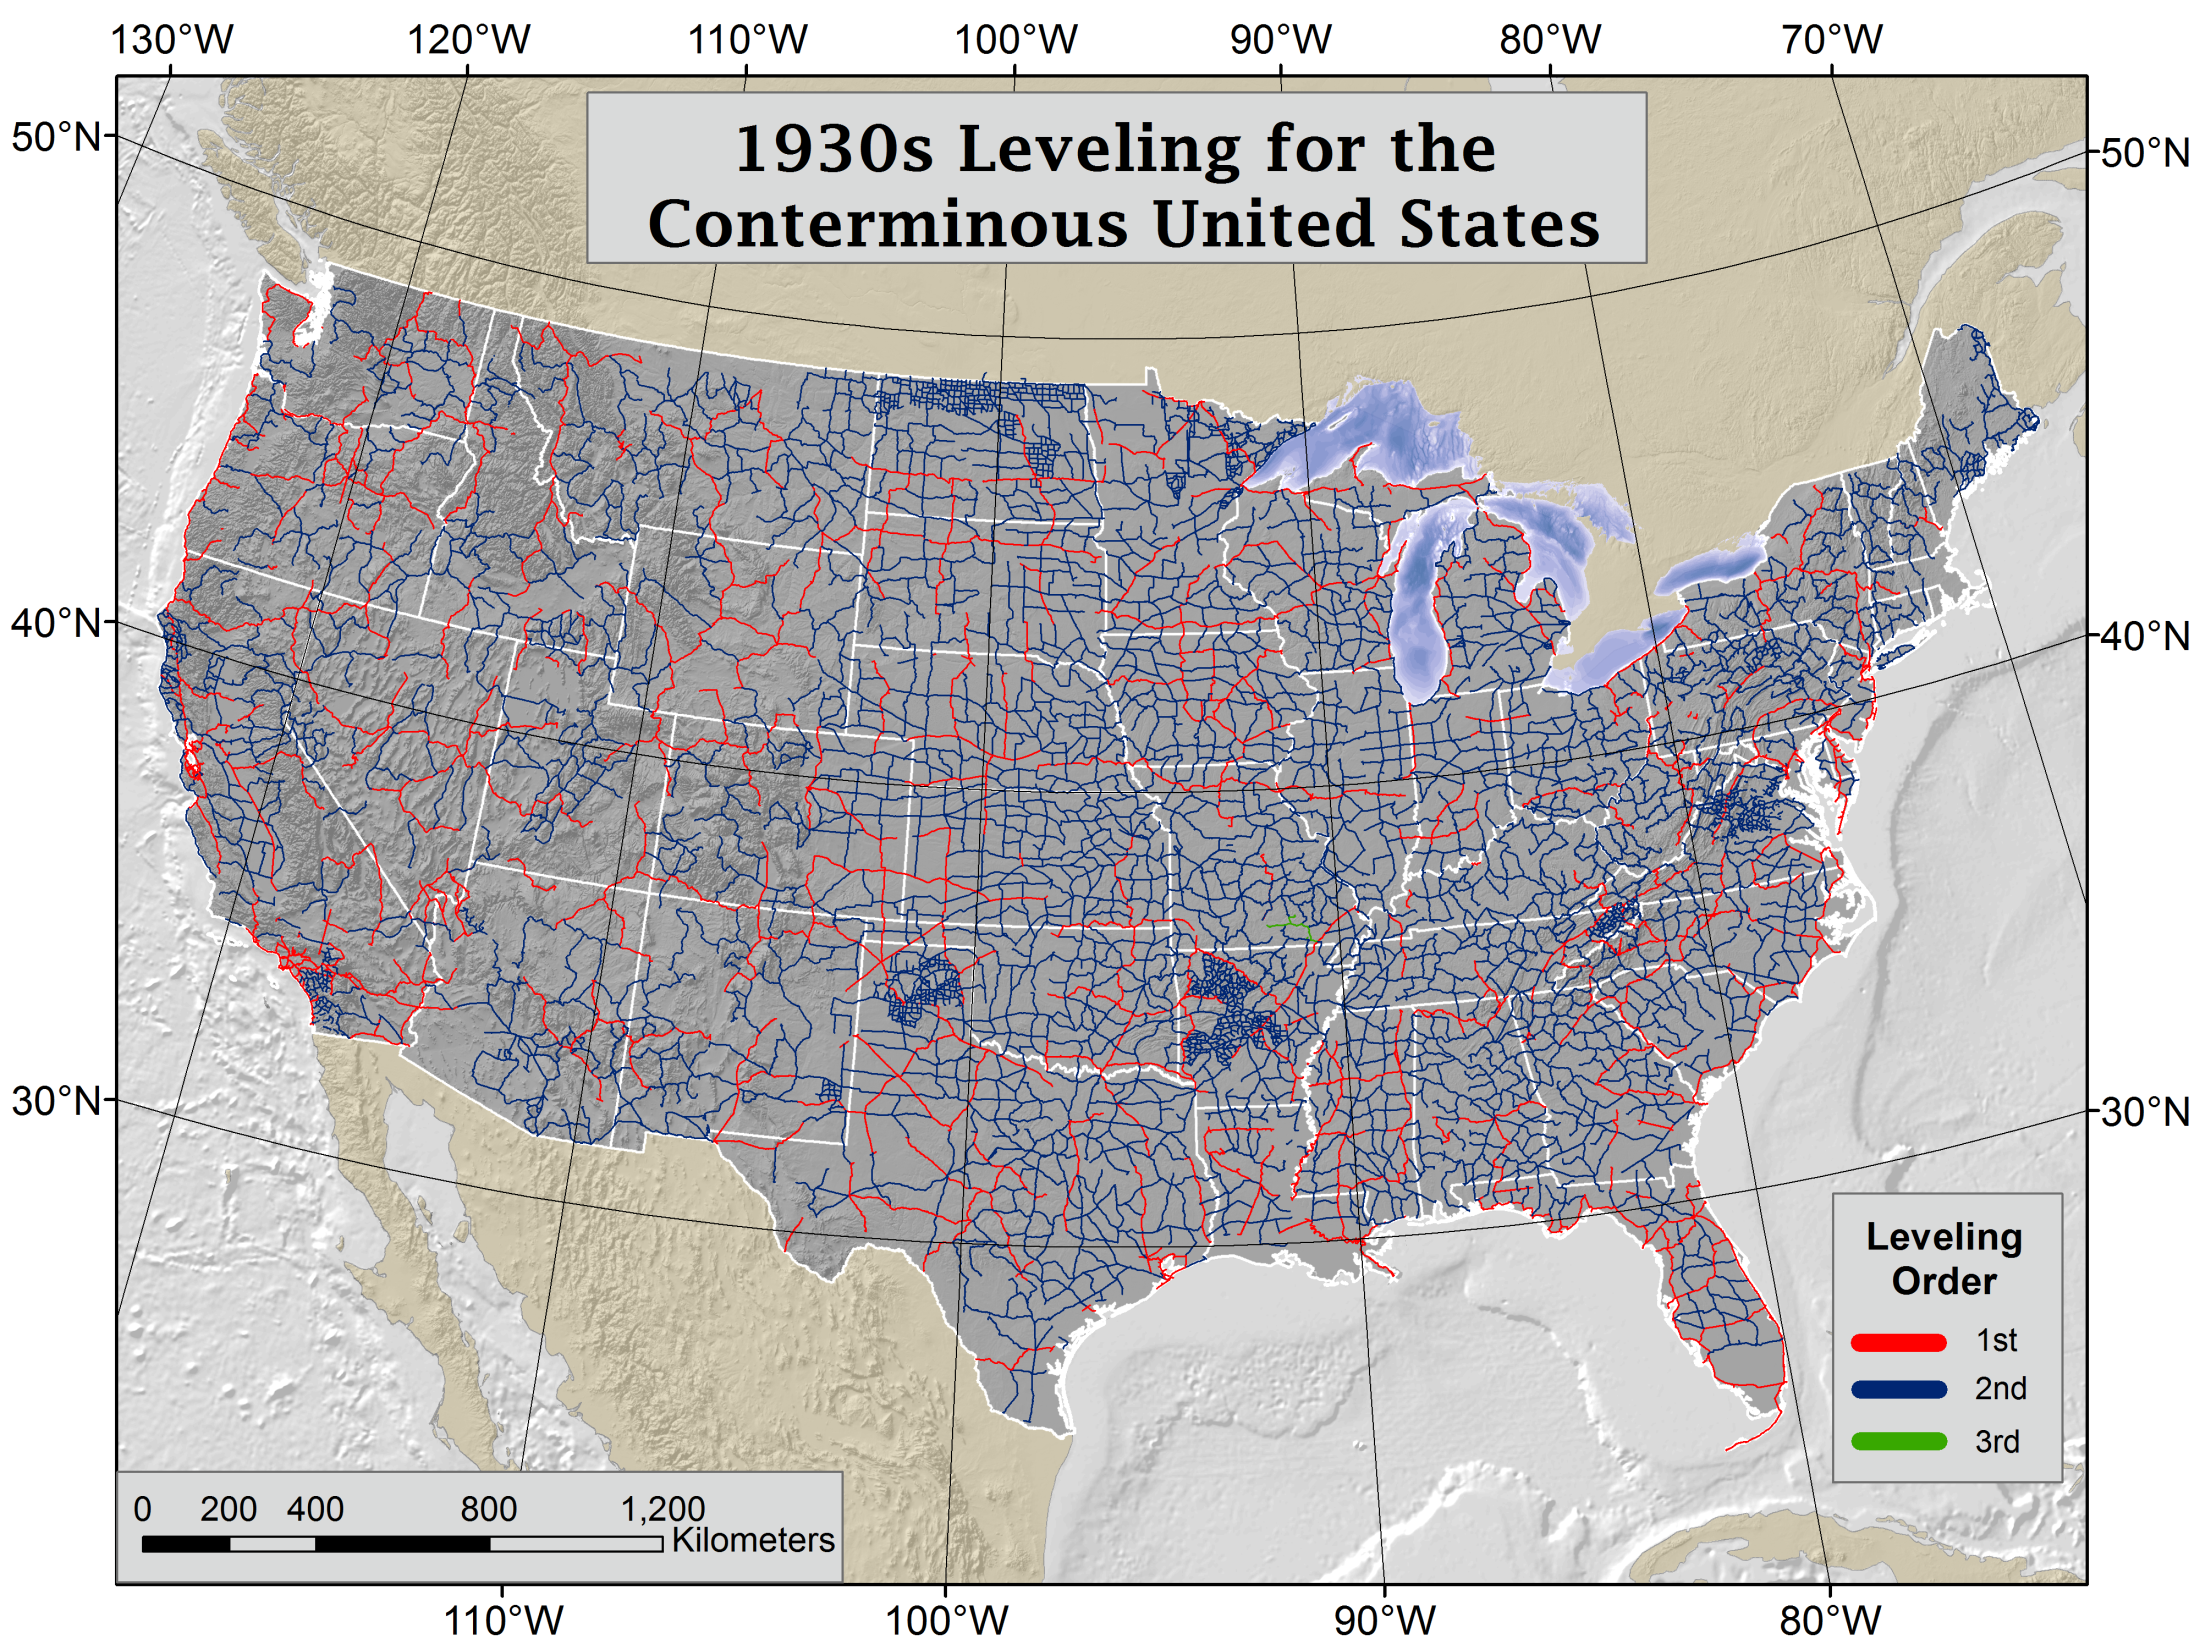 130°W 120°W 110°W 100°W 90°W 80°W 70°W
50°N
50°N
1930s Leveling for the
Conterminous United States
40°N
40°N
30°N
30°N
Leveling
Order
1st
2nd
3rd
0 200 400 800 1,200
Kilometers
110°W 100°W 90°W 80°W